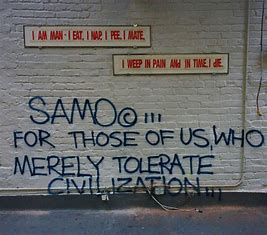 I AM MAN · I EAT, I NAP, I PEE, I MATE,
I WEEP IN PAIN AND IN TIME, I DIE.
SAMO© ...
FOR THOSE OF US, WHO
MERELY TOLERATE
CIVILIZATION...